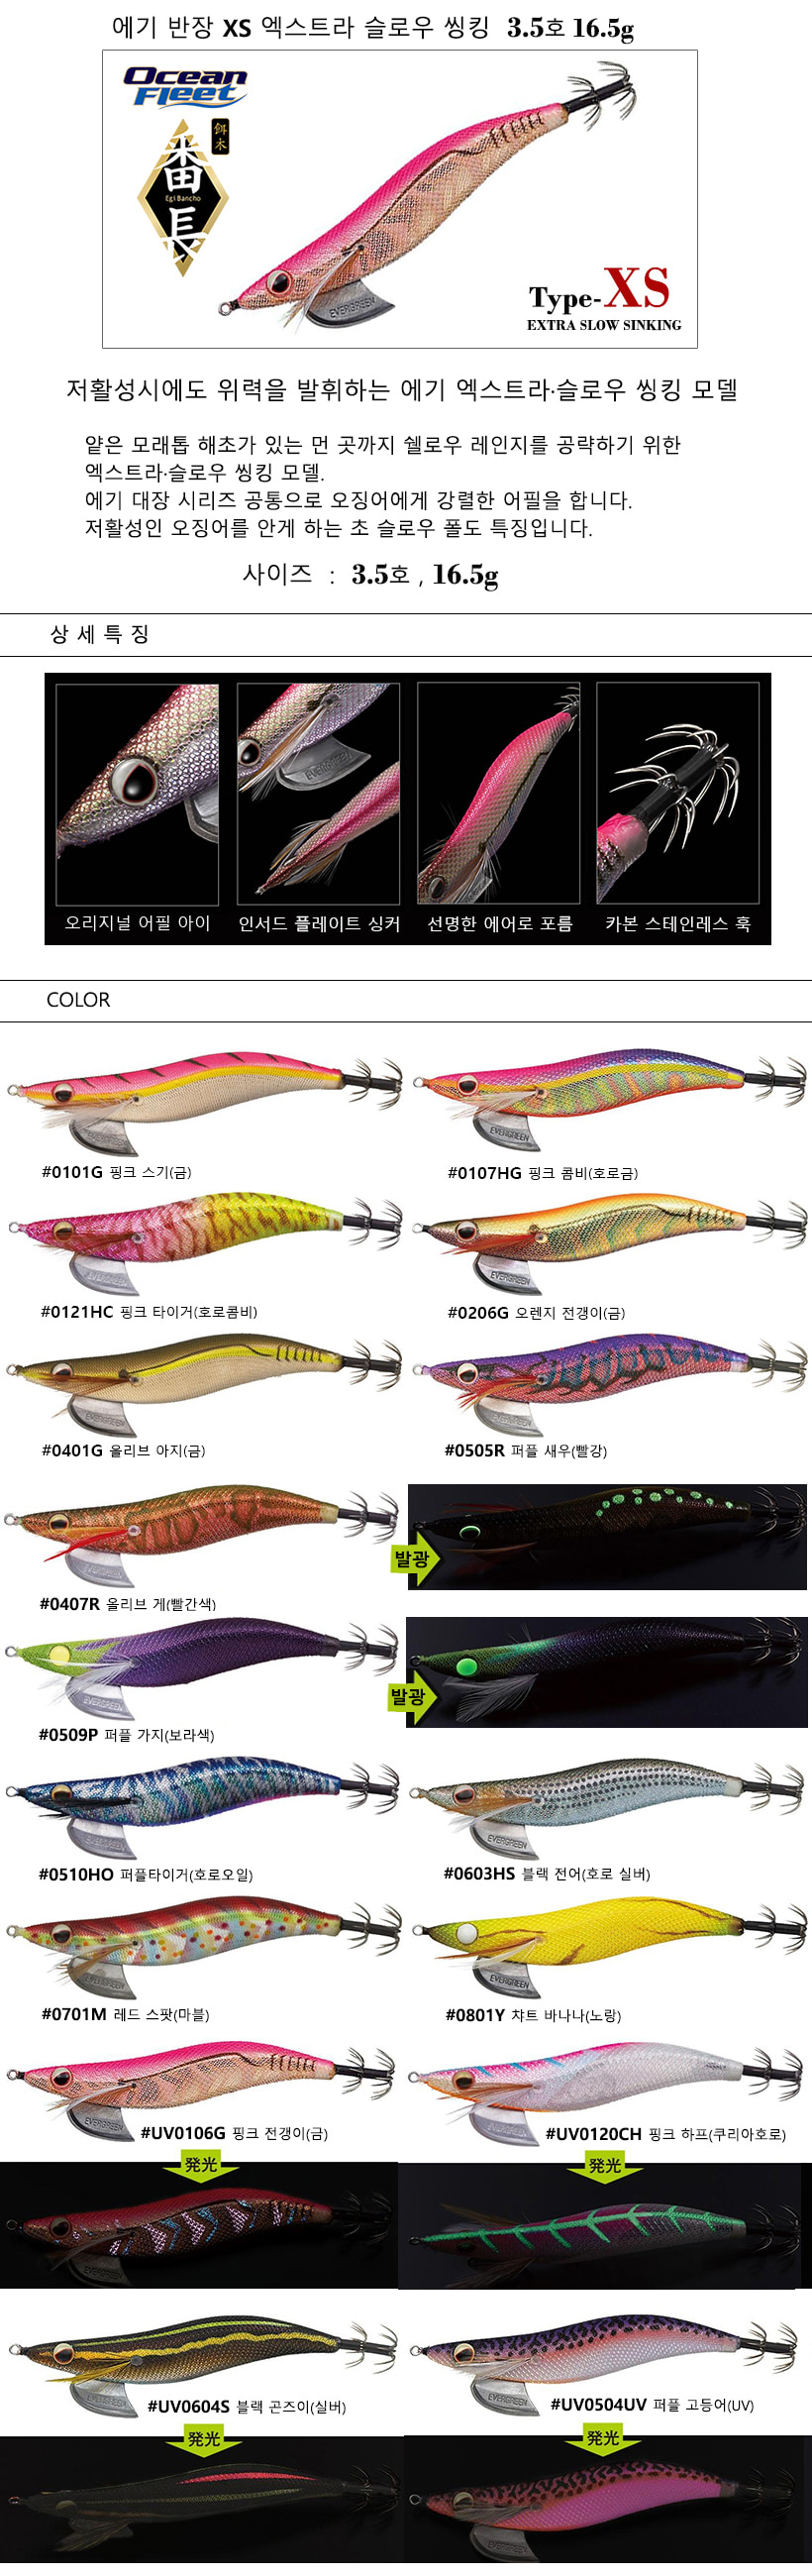 에기 반장 XS 엑스트라 슬로우 씽킹 3.5호 16.5g
Ocean
Fleet
餌木
番長
Egi Bancho
EVERGREEN
Type-XS
EXTRA SLOW SINKING
저활성시에도 위력을 발휘하는 에기 엑스트라·슬로우 씽킹 모델
얕은 모래톱 해초가 있는 먼 곳까지 쉘로우 레인지를 공략하기 위한
엑스트라·슬로우 씽킹 모델.
에기 대장 시리즈 공통으로 오징어에게 강렬한 어필을 합니다.
저활성인 오징어를 안게 하는 초 슬로우 폴도 특징입니다.
사이즈 : 3.5호 , 16.5g
상 세 특 징
EVERGREEN
오리지널 어필 아이 인서드 플레이트 싱커 선명한 에어로 포름 카본 스테인레스 훅
COLOR
EVERGREEN
#0101G 핑크 스기(금) #0107HG 핑크 콤비(호로금)
#0121HC 핑크 타이거(호로콤비) #0206G 오렌지 전갱이(금)
#0401G 올리브 아지(금) #0505R 퍼플 새우(빨강)
발광
#0407R 올리브 게(빨간색)
발광
#0509P 퍼플 가지(보라색)
EVERGREEN
#0510HO 퍼플타이거(호로오일) #0603HS 블랙 전어(호로 실버)
EVERGREEN
#0701M 레드 스팟(마블) #0801Y 챠트 바나나(노랑)
EVERGREEN
#UV0106G 핑크 전갱이(금) #UV0120CH 핑크 하프(쿠리아호로)
発光 発光
#UV0604S 블랙 곤즈이(실버) #UV0504UV 퍼플 고등어(UV)
発光 発光